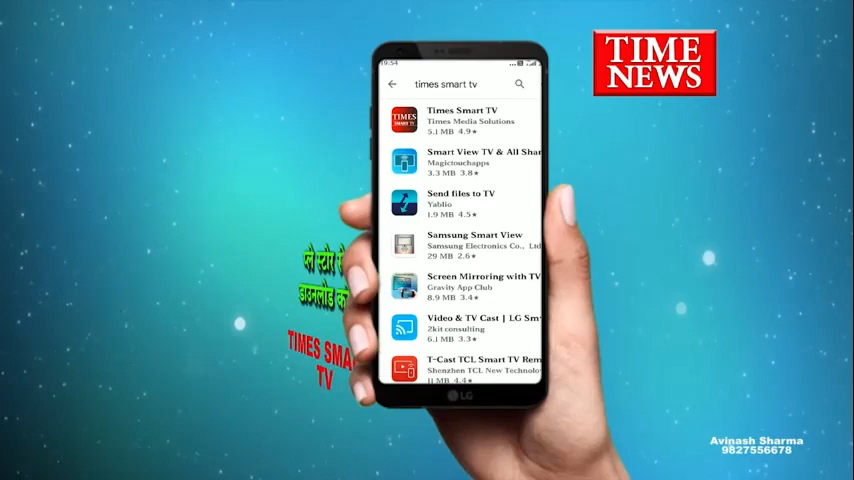 TIME
NEWS
19:54
times smart tv
Times Smart TV
Times Media Solutions
5.1 MB 4.9★
Smart View TV & All Shar
Magictouchapps
3.3 MB 3.8★
Send files to TV
Yablio
1.9 MB 4.5★
Samsung Smart View
Samsung Electronics Co., Ltd
29 MB 2.6★
Screen Mirroring with TV
Gravity App Club
8.9 MB 3.4★
Video & TV Cast | LG Sm
2kit consulting
6.1 MB 3.3★
T-Cast TCL Smart TV Rem
Shenzhen TCL New Technolo
11 MB 4.4★
LG
TIMES
SMART TV
प्ले स्टोर से
डाउनलोड क
TIMES SMA
TV
Avinash Sharma
9827556678